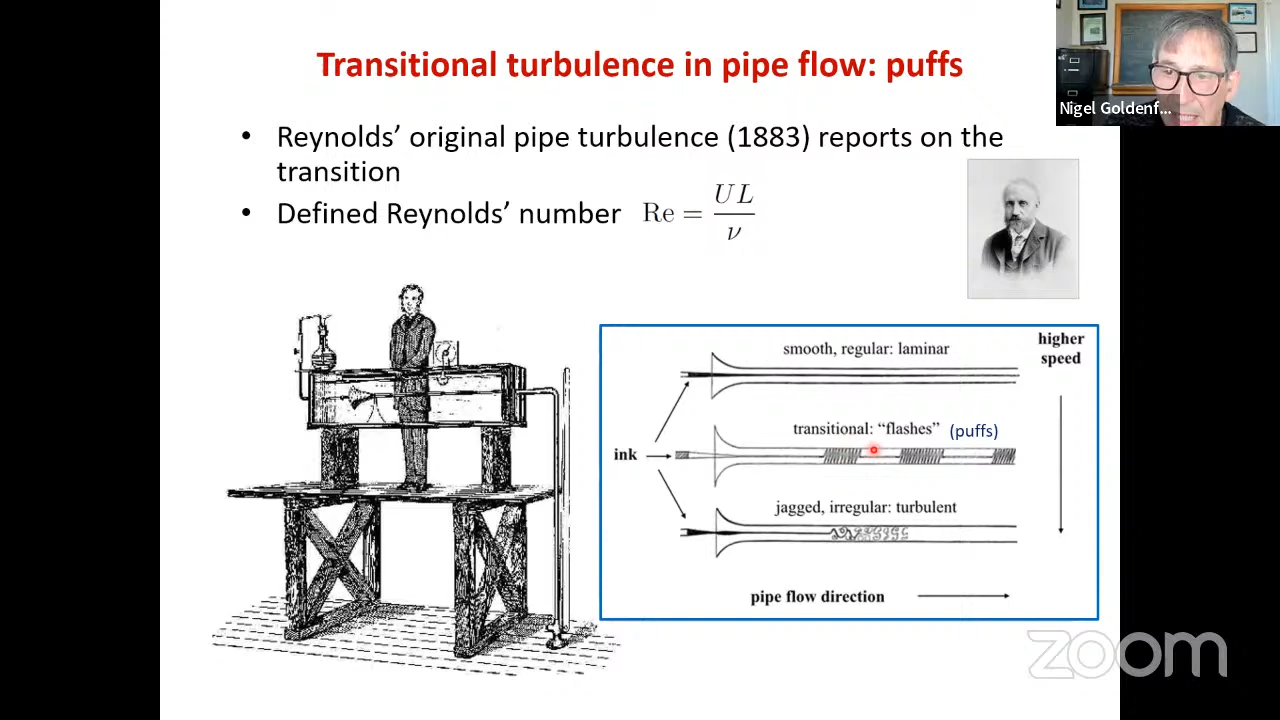 Transitional turbulence in pipe flow: puffs
Nigel Goldenf...
• Reynolds' original pipe turbulence (1883) reports on the
transition
• Defined Reynolds' number Re = UL/ν
smooth, regular: laminar
higher
speed
transitional: “flashes” (puffs)
ink
jagged, irregular: turbulent
pipe flow direction
zoom